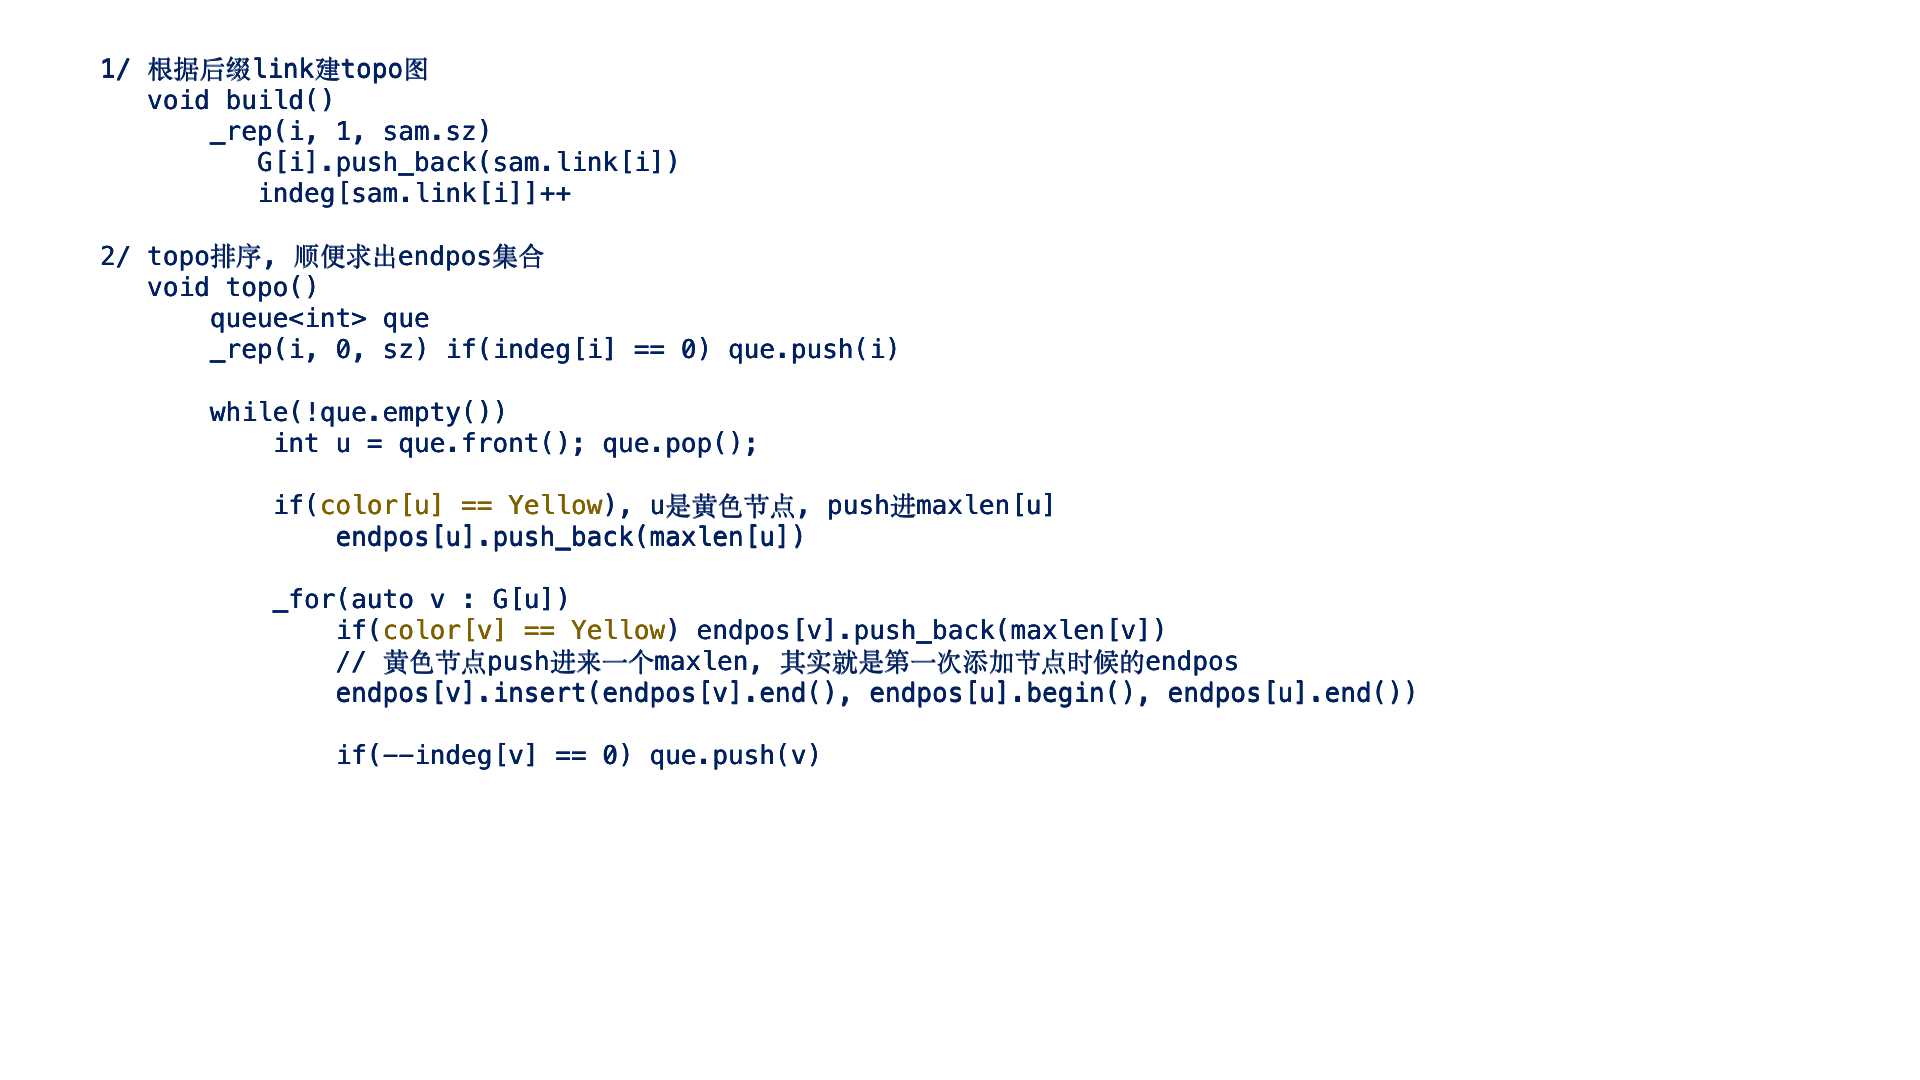 1/ 根据后缀link建topo图
void build()
_rep(i, 1, sam.sz)
G[i].push_back(sam.link[i])
indeg[sam.link[i]]++
2/ topo排序, 顺便求出endpos集合
void topo()
queue<int> que
_rep(i, 0, sz) if(indeg[i] == 0) que.push(i)
while(!que.empty())
int u = que.front(); que.pop();
if(color[u] == Yellow), u是黄色节点, push进maxlen[u]
endpos[u].push_back(maxlen[u])
_for(auto v : G[u])
if(color[v] == Yellow) endpos[v].push_back(maxlen[v])
// 黄色节点push进来一个maxlen, 其实就是第一次添加节点时候的endpos
endpos[v].insert(endpos[v].end(), endpos[u].begin(), endpos[u].end())
if(--indeg[v] == 0) que.push(v)